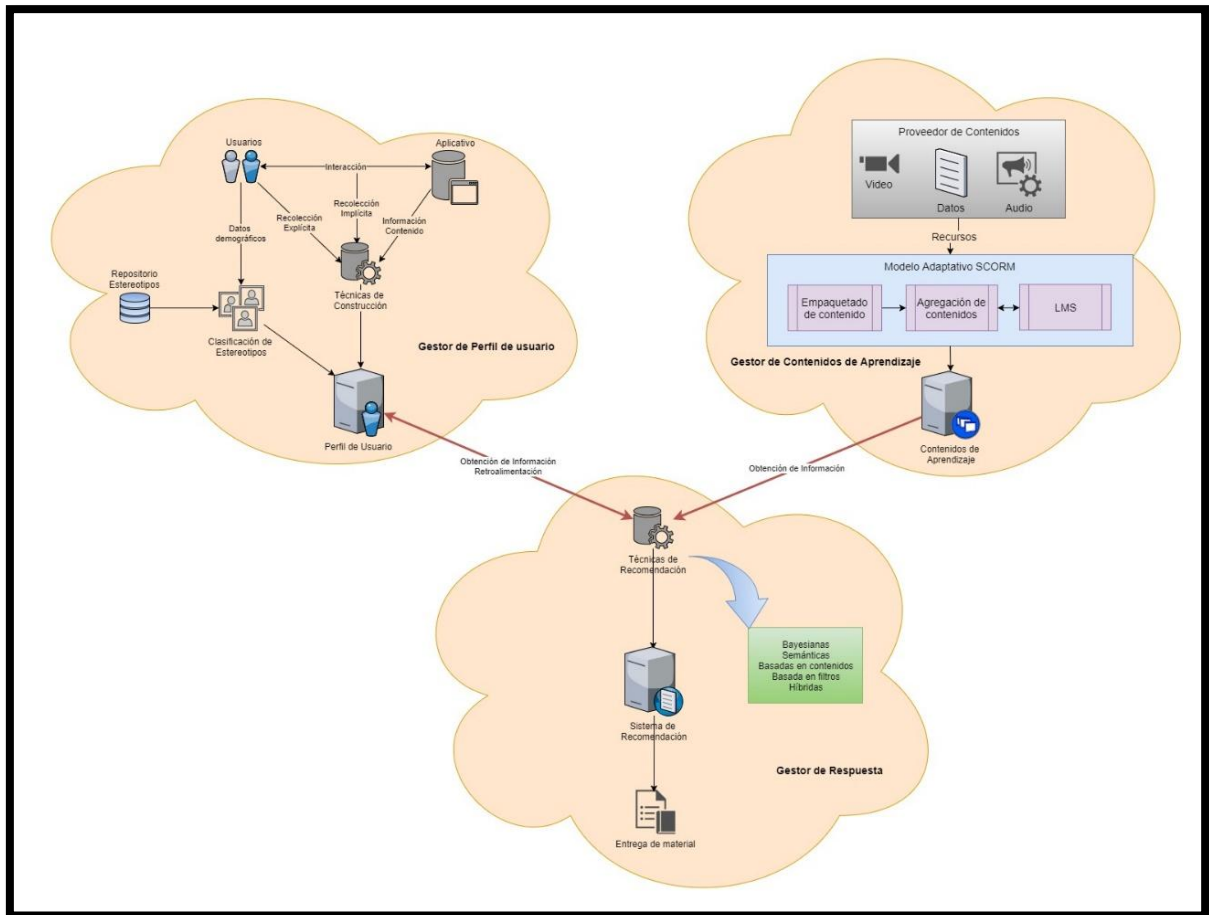 Usuarios
Aplicativo
Interacción
Recolección
Implícita
Recolección
Explícita
Información
Contenido
Datos
demográficos
Repositorio
Estereotipos
Técnicas de
Construcción
Clasificación de
Estereotipos
Gestor de Perfil de usuario
Perfil de Usuario
Proveedor de Contenidos
Video
Datos
Audio
Recursos
Modelo Adaptativo SCORM
Empaquetado
de contenido
Agregación de
contenidos
LMS
Gestor de Contenidos de Aprendizaje
Contenidos de
Aprendizaje
Obtención de Información
Retroalimentación
Obtención de Información
Técnicas de
Recomendación
Bayesianas
Semánticas
Basadas en contenidos
Basada en filtros
Híbridas
Sistema de
Recomendación
Gestor de Respuesta
Entrega de material